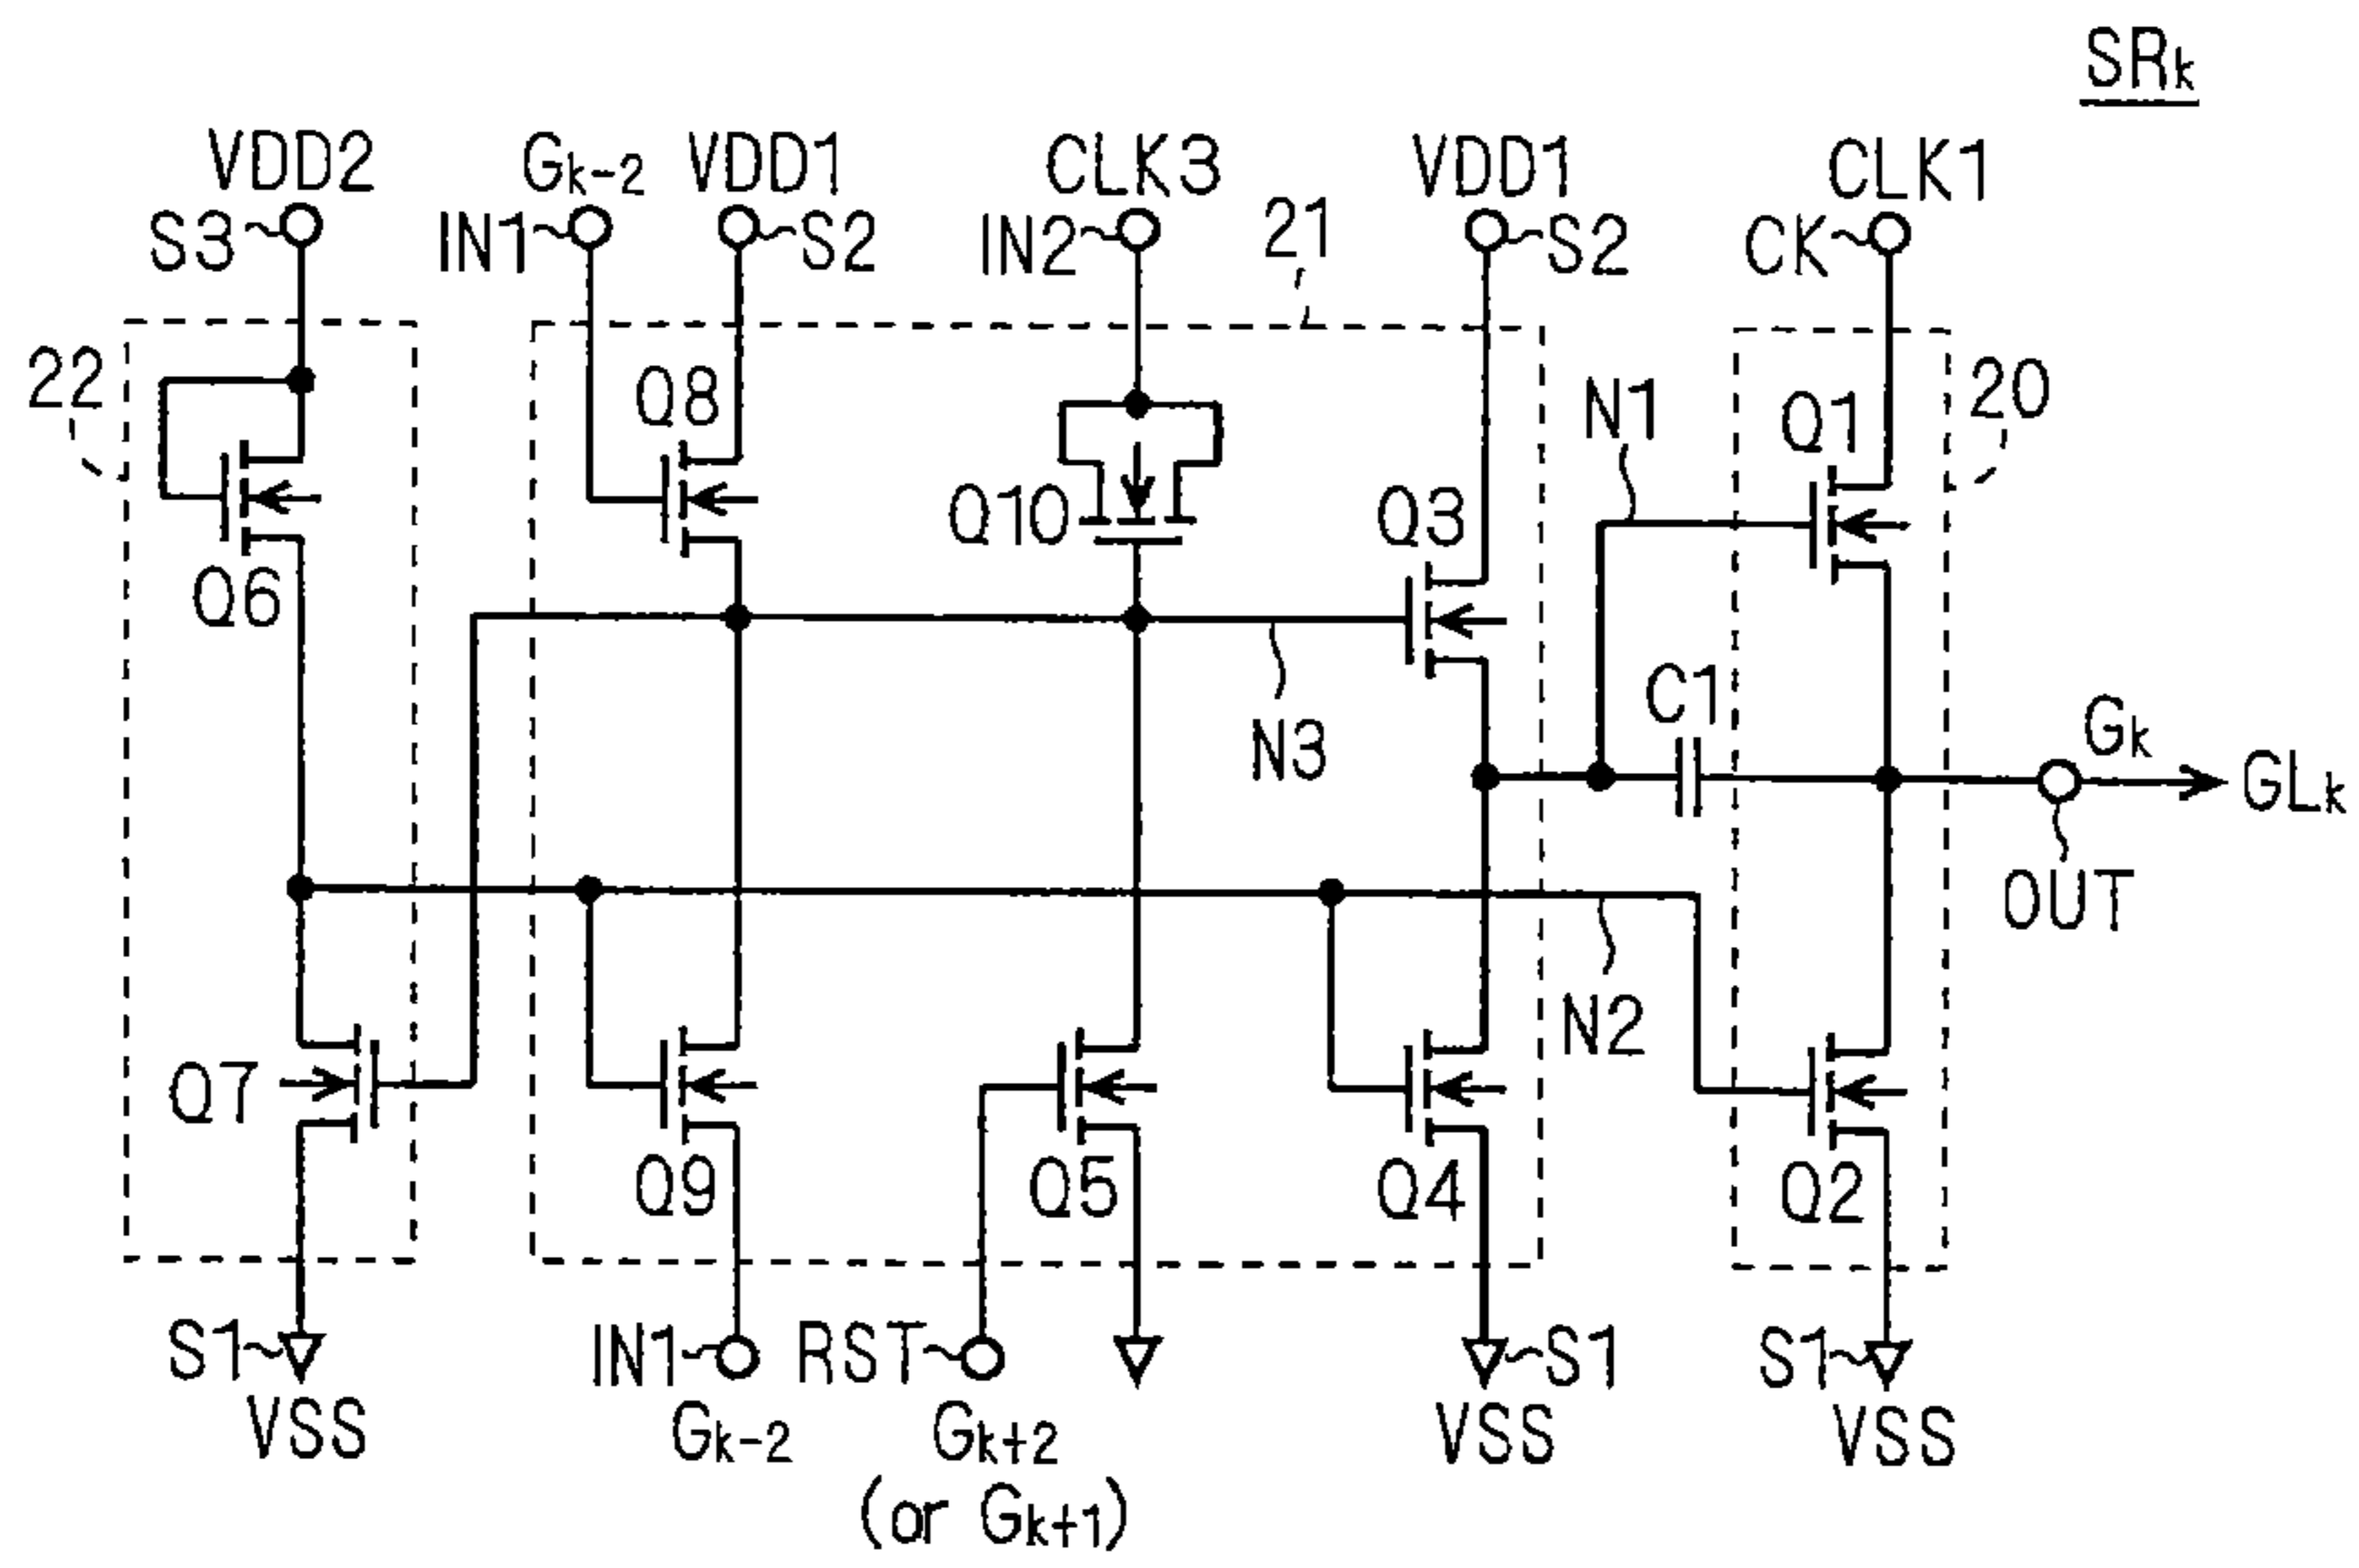 SRk
VDD2 Gk-2 VDD1 CLK3 VDD1 CLK1
S3 IN1 S2 IN2 21 S2 CK
22 Q8 N1 Q1 20
Q10 Q3
Q6
N3 C1 Gk GLk
OUT
N2
Q7
Q9 Q5 Q4 Q2
S1 IN1 RST S1 S1
VSS Gk-2 Gk+2 VSS VSS
(or Gk+1)